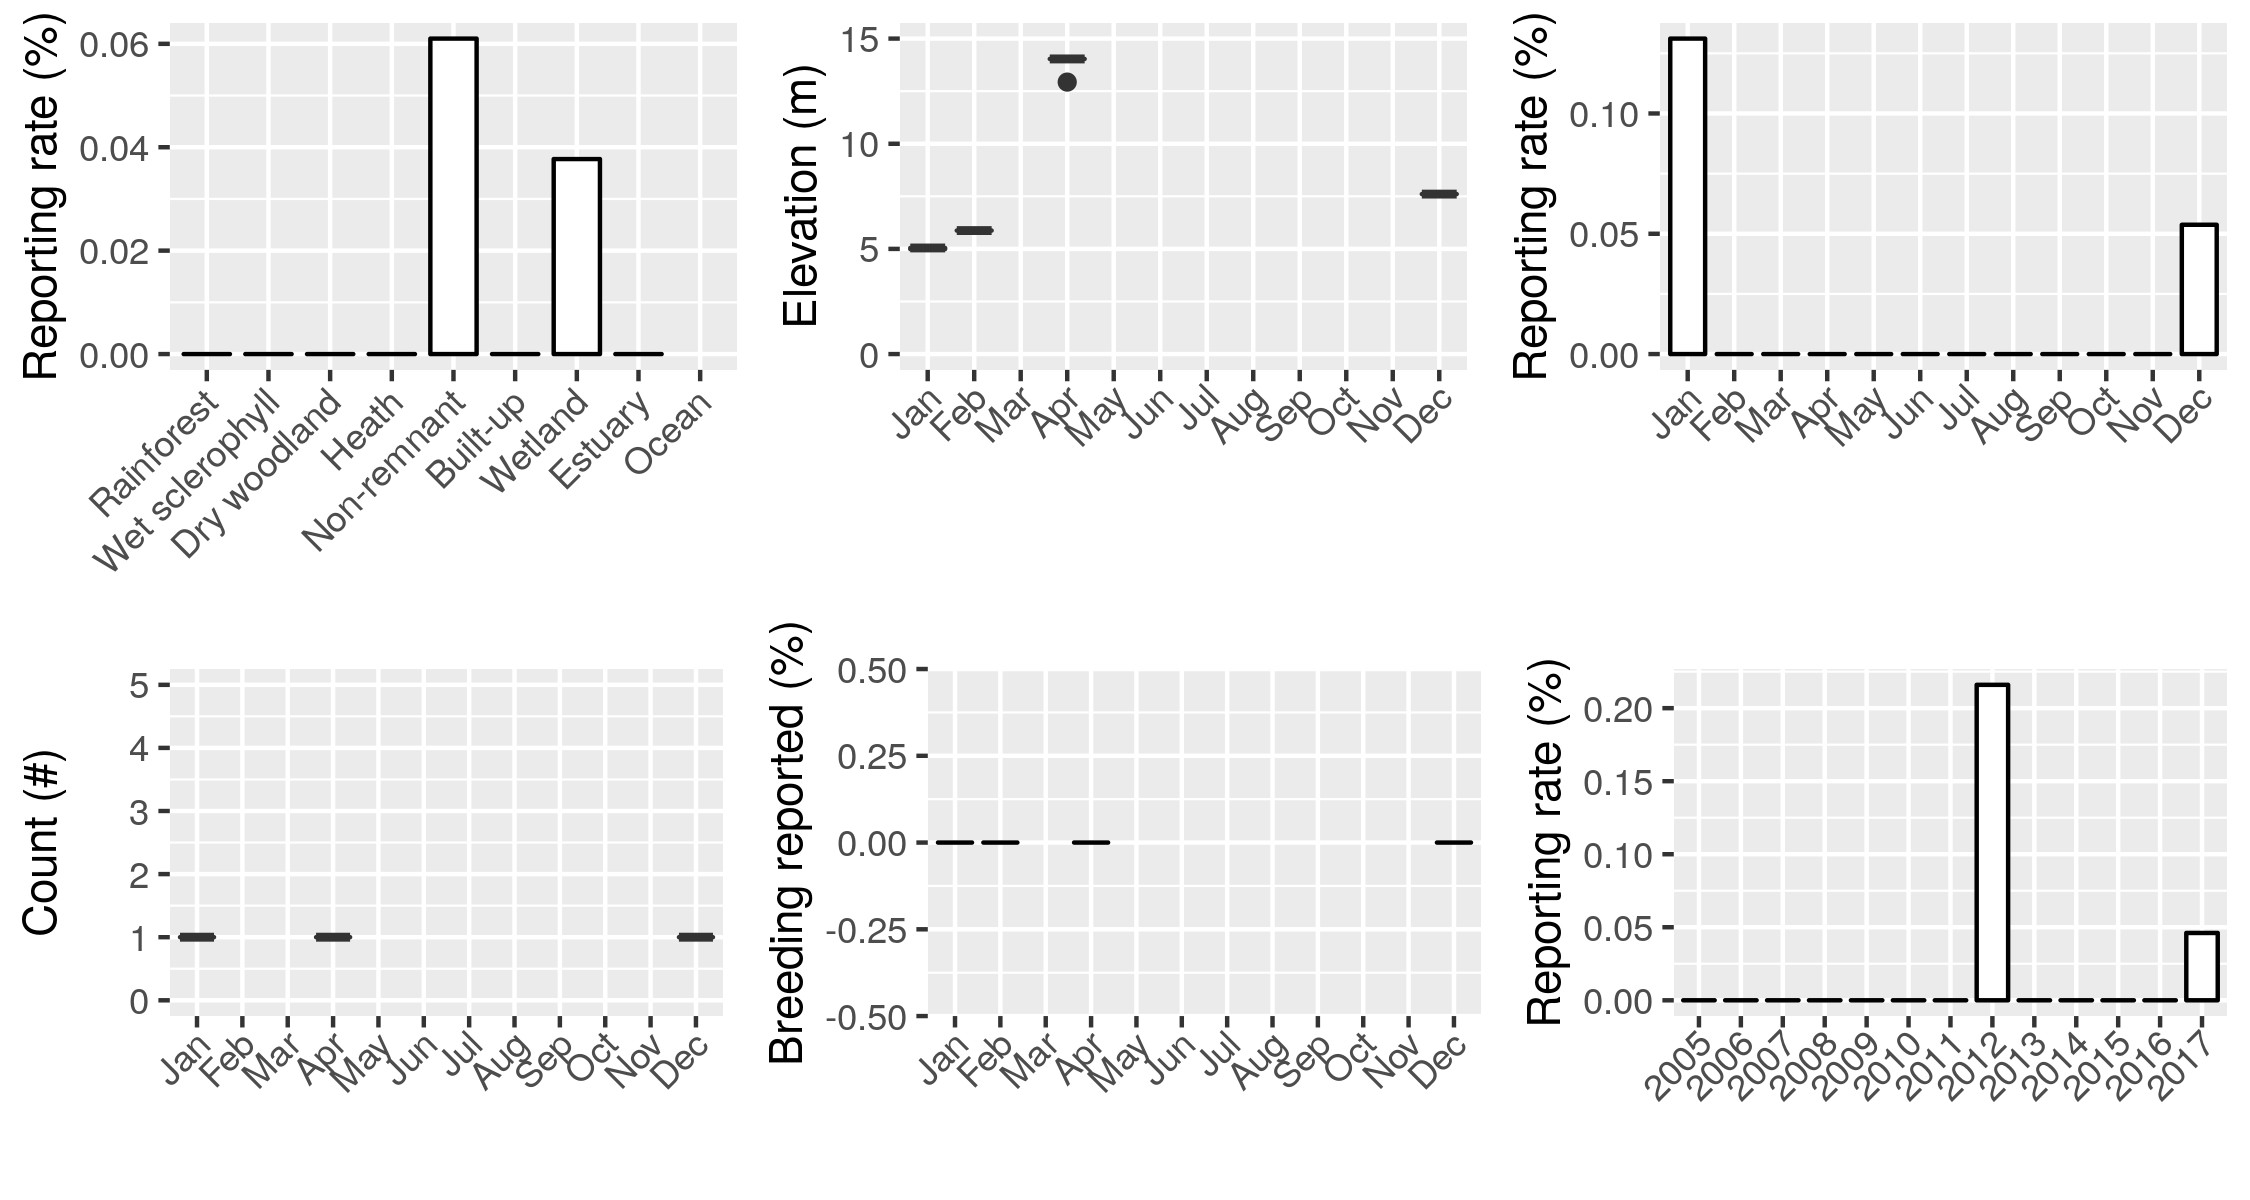 Reporting rate (%)
0.06
0.04
0.02
0.00
Rainforest
Wet sclerophyll
Dry woodland
Heath
Non-remnant
Built-up
Wetland
Estuary
Ocean
Elevation (m)
15
10
5
0
Jan
Feb
Mar
Apr
May
Jun
Jul
Aug
Sep
Oct
Nov
Dec
Reporting rate (%)
0.10
0.05
0.00
Jan
Feb
Mar
Apr
May
Jun
Jul
Aug
Sep
Oct
Nov
Dec
Count (#)
5
4
3
2
1
0
Jan
Feb
Mar
Apr
May
Jun
Jul
Aug
Sep
Oct
Nov
Dec
Breeding reported (%)
0.50
0.25
0.00
-0.25
-0.50
Jan
Feb
Mar
Apr
May
Jun
Jul
Aug
Sep
Oct
Nov
Dec
Reporting rate (%)
0.20
0.15
0.10
0.05
0.00
2005
2006
2007
2008
2009
2010
2011
2012
2013
2014
2015
2016
2017